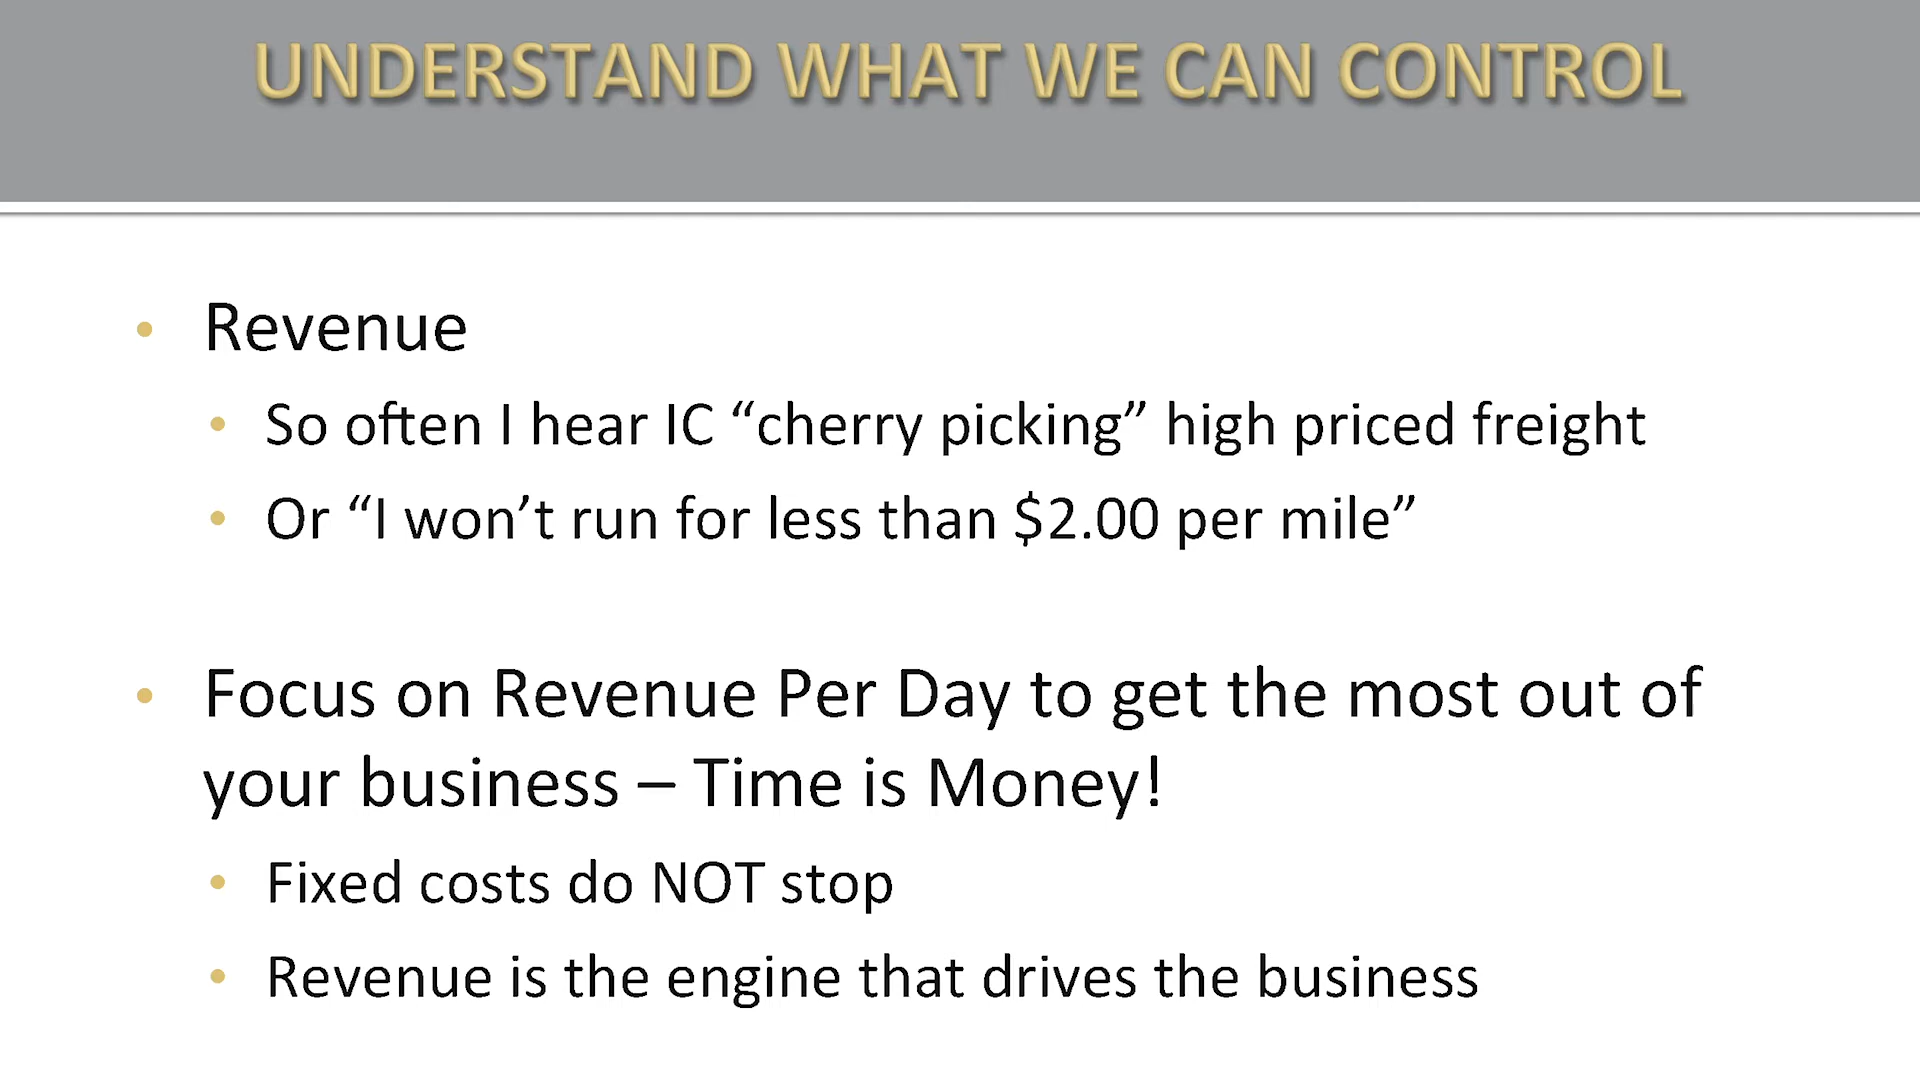 UNDERSTAND WHAT WE CAN CONTROL
• Revenue
• So often I hear IC “cherry picking” high priced freight
• Or “I won’t run for less than $2.00 per mile”
• Focus on Revenue Per Day to get the most out of
your business – Time is Money!
• Fixed costs do NOT stop
• Revenue is the engine that drives the business